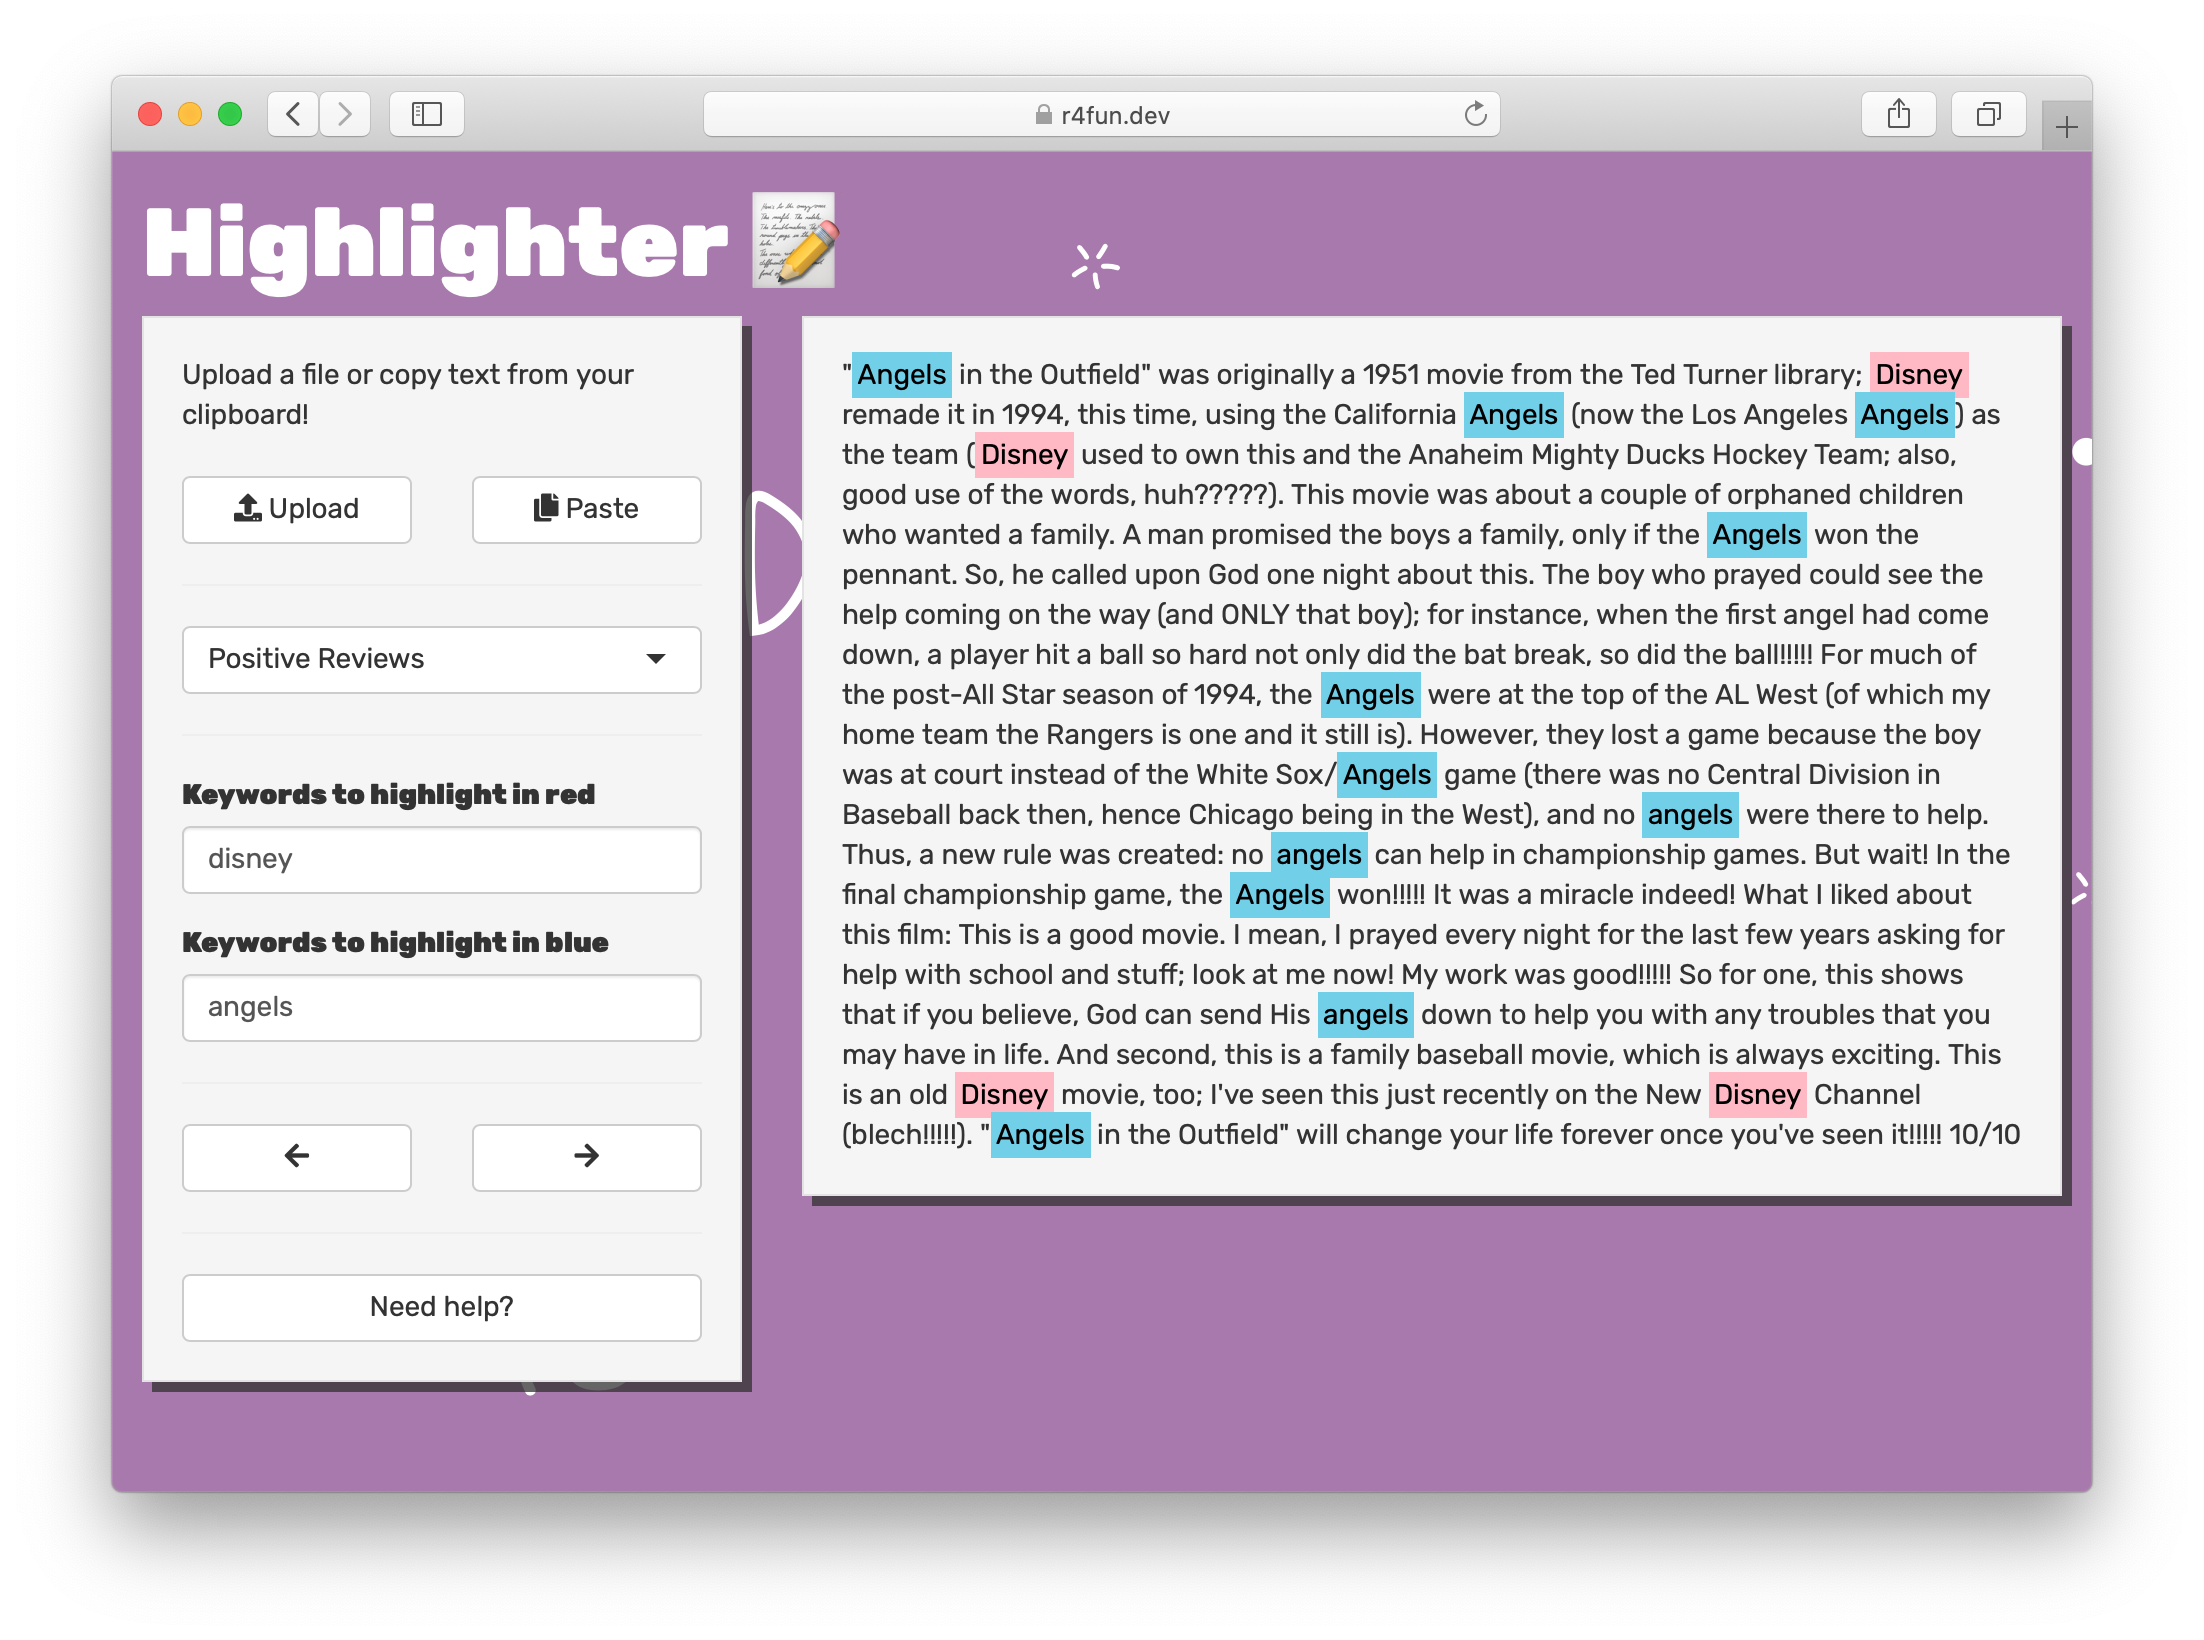 r4fun.dev
Highlighter
Upload a file or copy text from your
clipboard!
Upload
Paste
Positive Reviews
Keywords to highlight in red
disney
Keywords to highlight in blue
angels
Need help?
"Angels in the Outfield" was originally a 1951 movie from the Ted Turner library; Disney
remade it in 1994, this time, using the California Angels (now the Los Angeles Angels) as
the team (Disney used to own this and the Anaheim Mighty Ducks Hockey Team; also,
good use of the words, huh?????). This movie was about a couple of orphaned children
who wanted a family. A man promised the boys a family, only if the Angels won the
pennant. So, he called upon God one night about this. The boy who prayed could see the
help coming on the way (and ONLY that boy); for instance, when the first angel had come
down, a player hit a ball so hard not only did the bat break, so did the ball!!!!! For much of
the post-All Star season of 1994, the Angels were at the top of the AL West (of which my
home team the Rangers is one and it still is). However, they lost a game because the boy
was at court instead of the White Sox/Angels game (there was no Central Division in
Baseball back then, hence Chicago being in the West), and no angels were there to help.
Thus, a new rule was created: no angels can help in championship games. But wait! In the
final championship game, the Angels won!!!!! It was a miracle indeed! What I liked about
this film: This is a good movie. I mean, I prayed every night for the last few years asking for
help with school and stuff; look at me now! My work was good!!!!! So for one, this shows
that if you believe, God can send His angels down to help you with any troubles that you
may have in life. And second, this is a family baseball movie, which is always exciting. This
is an old Disney movie, too; I've seen this just recently on the New Disney Channel
(blech!!!!!). "Angels in the Outfield" will change your life forever once you've seen it!!!!! 10/10